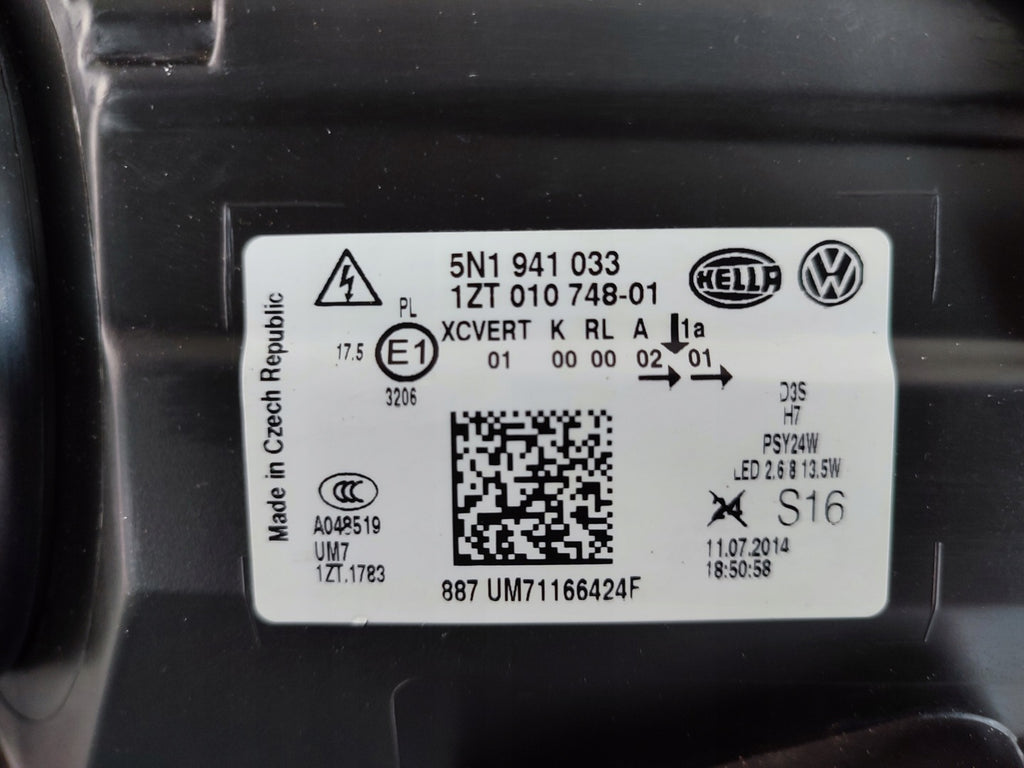 5N1 941 033
1ZT 010 748-01
HELLA
VW
PL
XCVERT K RL A 1a
17.5 E1 01 00 00 02 01
3206
D3S
H7
PSY24W
LED 2.6 8 13.5W
24 S16
11.07.2014
18:50:58
CCC
A048519
UM7
1ZT.1783
887 UM71166424F
Made in Czech Republic